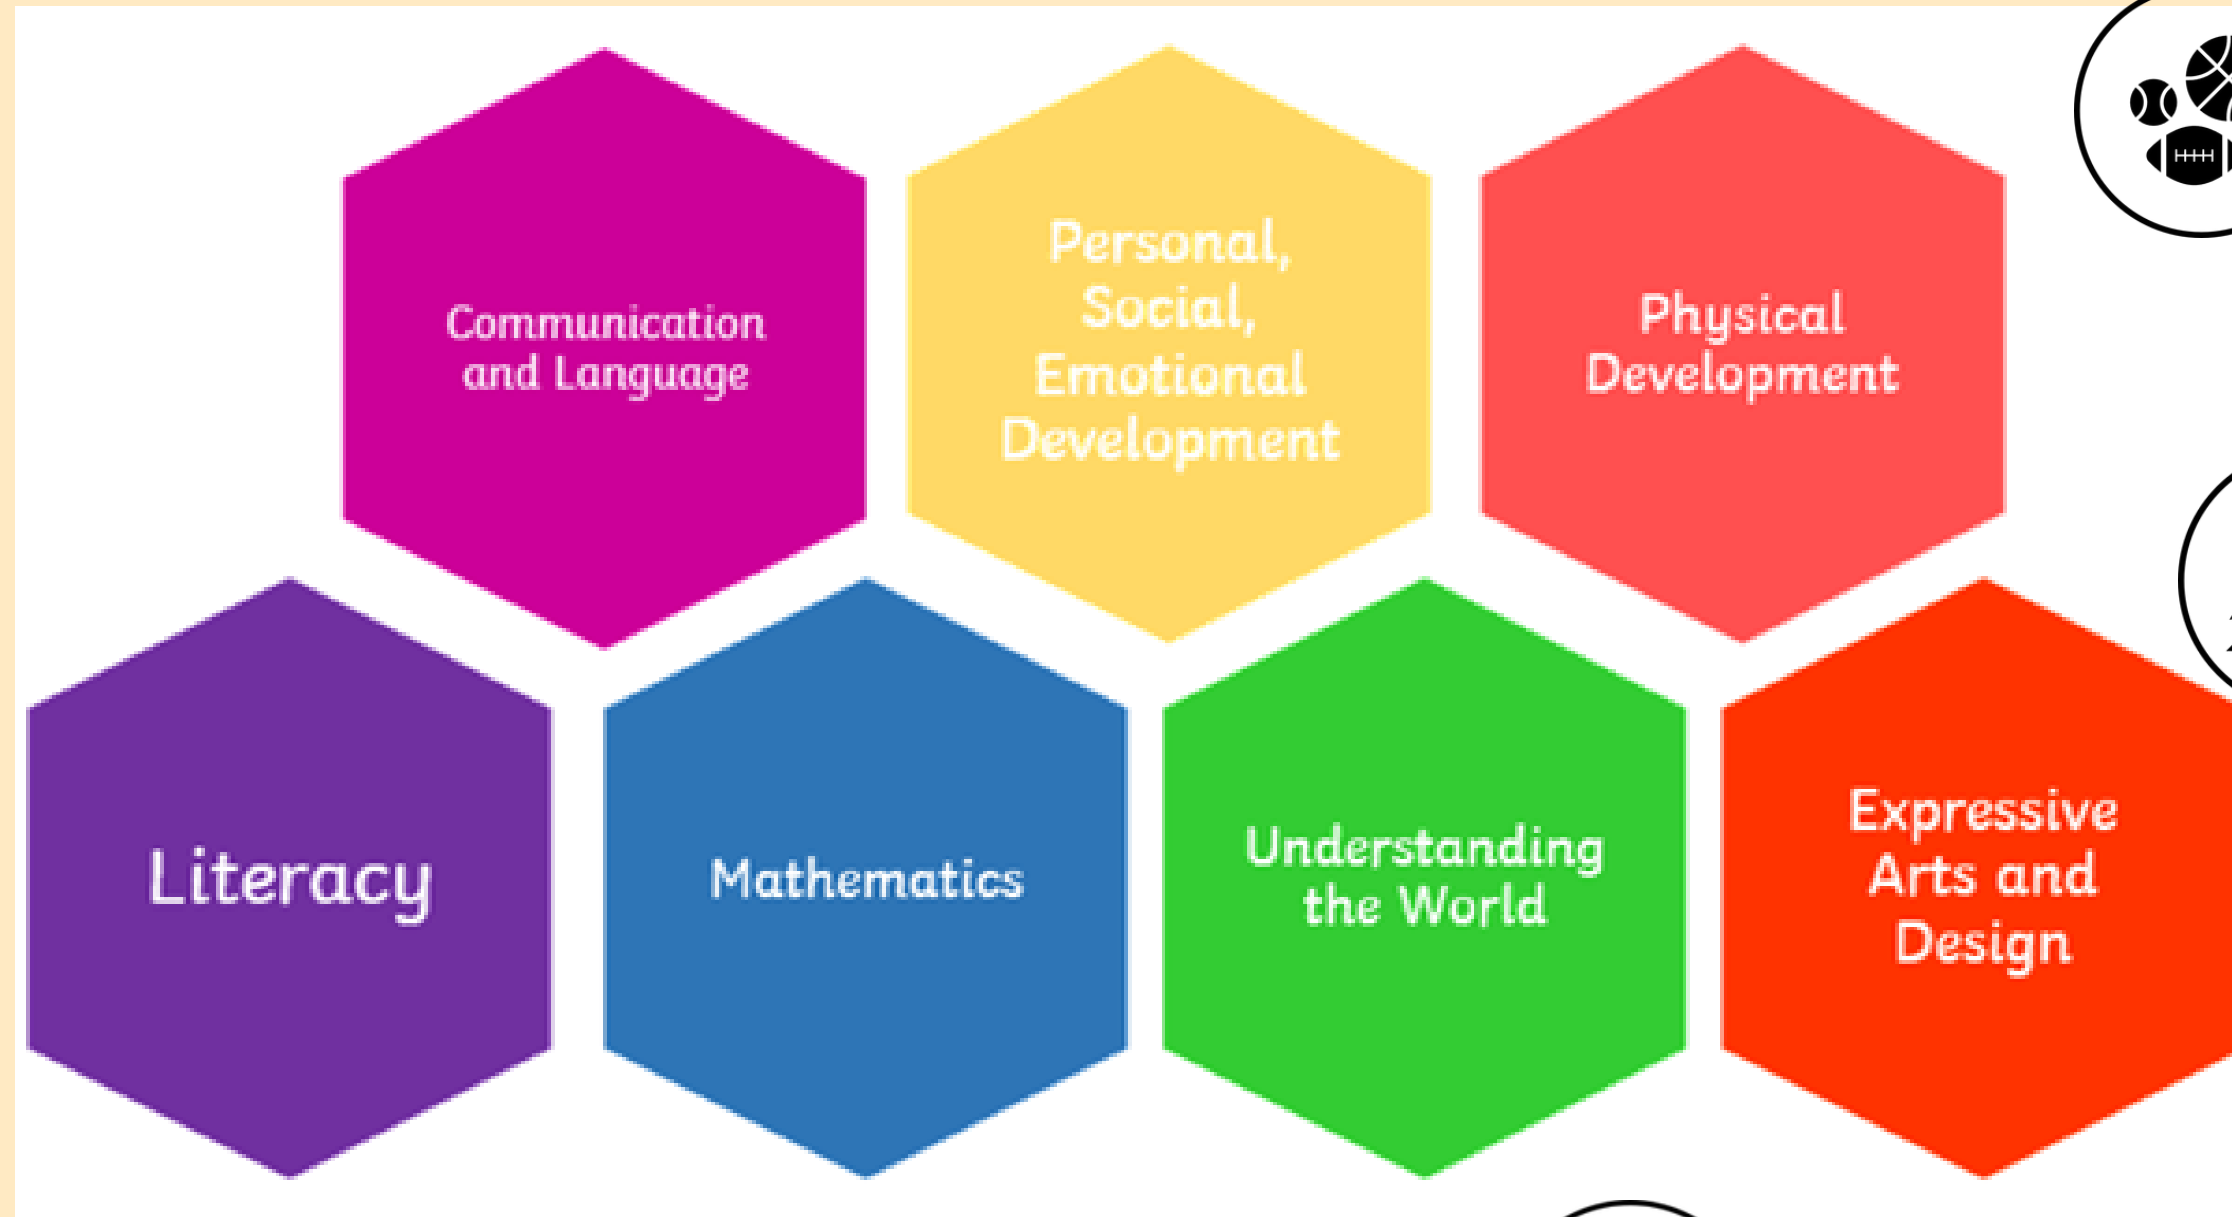 Communication
and Language
Personal,
Social,
Emotional
Development
Physical
Development
Literacy
Mathematics
Understanding
the World
Expressive
Arts and
Design